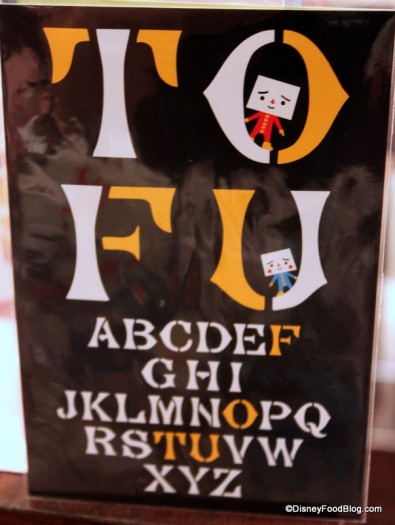 TO
FU
ABCDEF
GHI
JKLMNOPQ
RSTUVW
XYZ
©DisneyFoodBlog.com